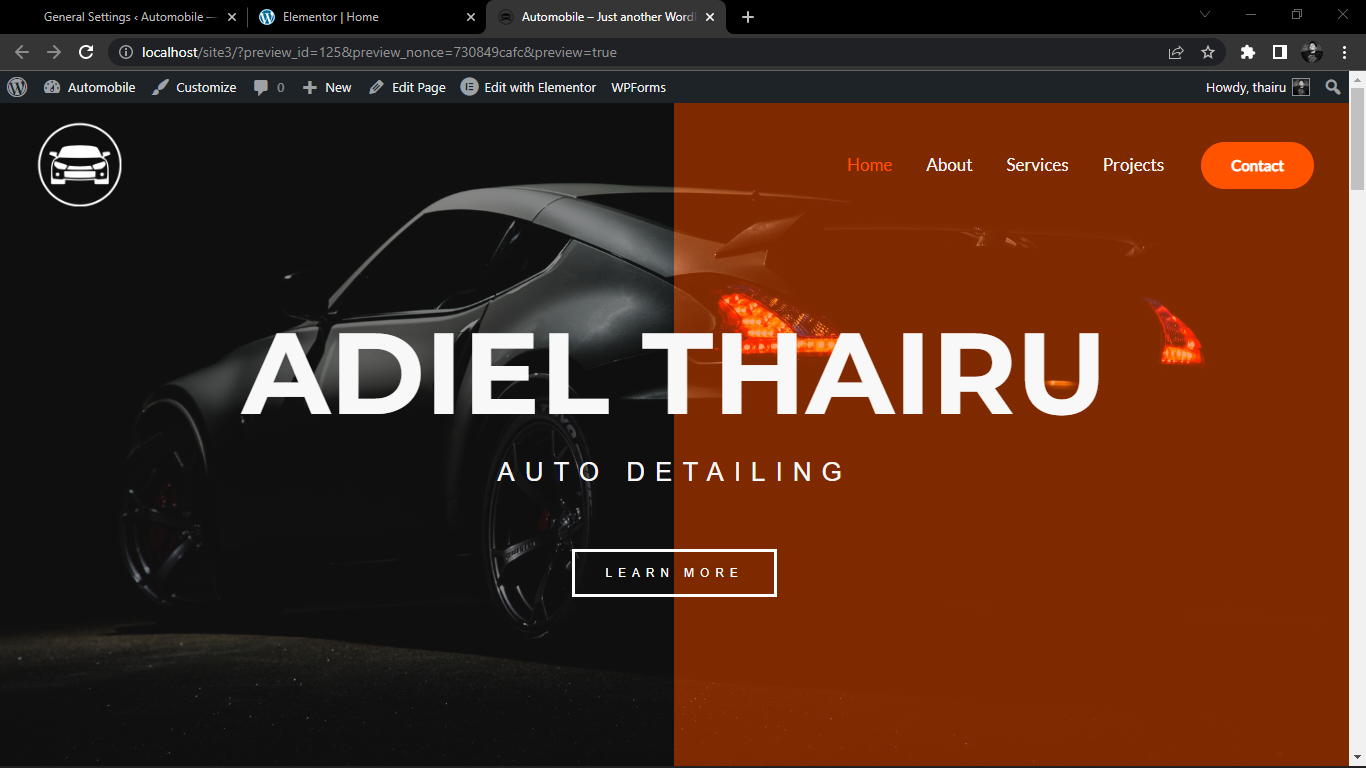 General Settings ‹ Automobile —
Elementor | Home
Automobile – Just another Word
localhost/site3/?preview_id=125&preview_nonce=730849cafc&preview=true
Automobile
Customize
0
New
Edit Page
Edit with Elementor
WPForms
Howdy, thairu
Home
About
Services
Projects
Contact
ADIEL THAIRU
AUTO DETAILING
LEARN MORE